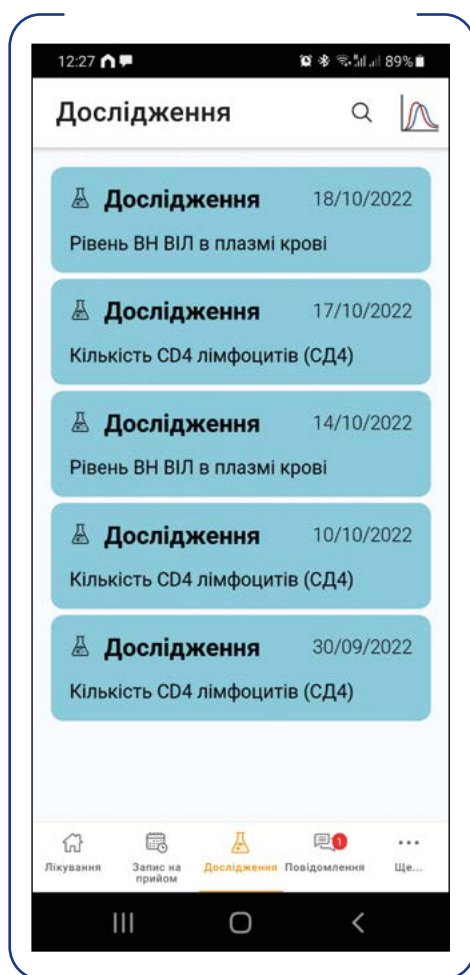 12:27 89%
Дослідження
Дослідження 18/10/2022
Рівень ВН ВІЛ в плазмі крові
Дослідження 17/10/2022
Кількість CD4 лімфоцитів (СД4)
Дослідження 14/10/2022
Рівень ВН ВІЛ в плазмі крові
Дослідження 10/10/2022
Кількість CD4 лімфоцитів (СД4)
Дослідження 30/09/2022
Кількість CD4 лімфоцитів (СД4)
1
Лікування Запис на Дослідження Повідомлення Ще...
прийом